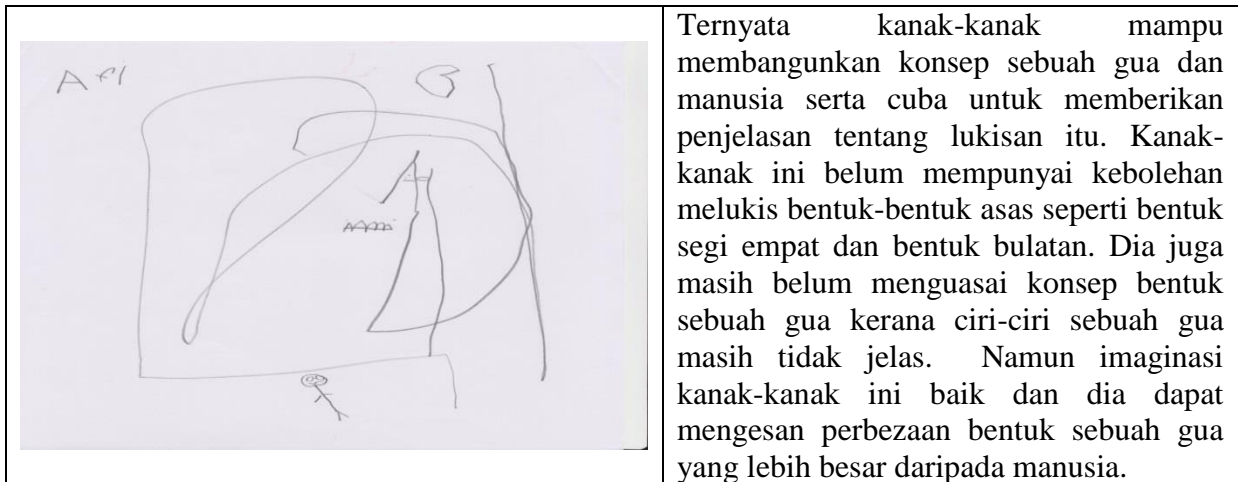 Ternyata kanak-kanak mampu
membangunkan konsep sebuah gua dan
manusia serta cuba untuk memberikan
penjelasan tentang lukisan itu. Kanak-
kanak ini belum mempunyai kebolehan
melukis bentuk-bentuk asas seperti bentuk
segi empat dan bentuk bulatan. Dia juga
masih belum menguasai konsep bentuk
sebuah gua kerana ciri-ciri sebuah gua
masih tidak jelas. Namun imaginasi
kanak-kanak ini baik dan dia dapat
mengesan perbezaan bentuk sebuah gua
yang lebih besar daripada manusia.